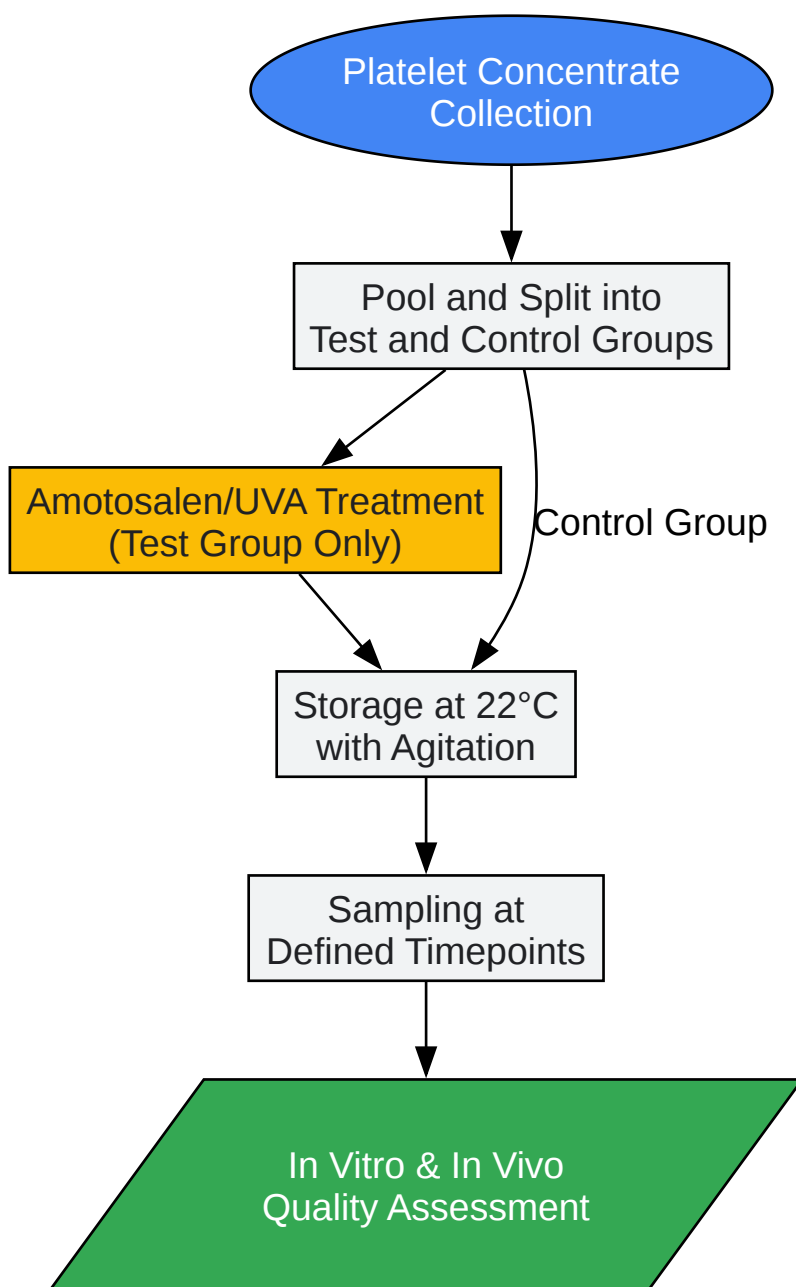 Platelet Concentrate
Collection
Pool and Split into
Test and Control Groups
Amotosalen/UVA Treatment
(Test Group Only)
Control Group
Storage at 22°C
with Agitation
Sampling at
Defined Timepoints
In Vitro & In Vivo
Quality Assessment